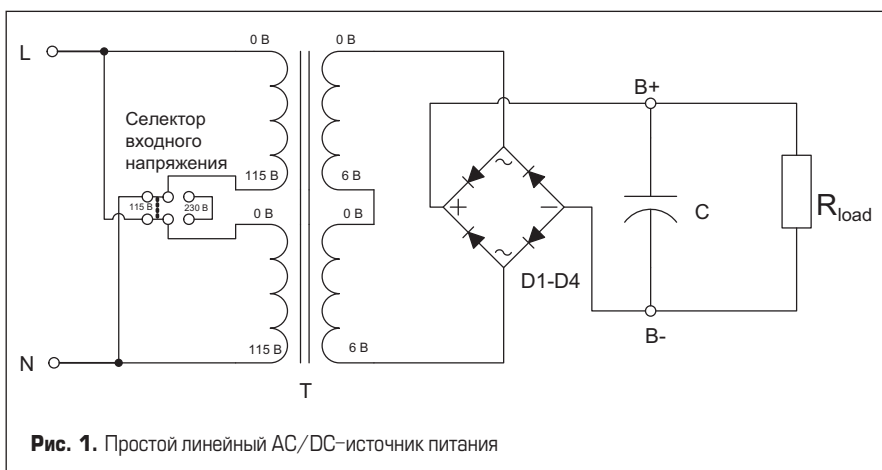 L
0 В
0 В
B+
Селектор
входного
напряжения
115 В
6 В
115 В
230 В
0 В
0 В
C
R load
D1-D4
N
115 В
6 В
B-
T
Рис. 1. Простой линейный AC/DC-источник питания